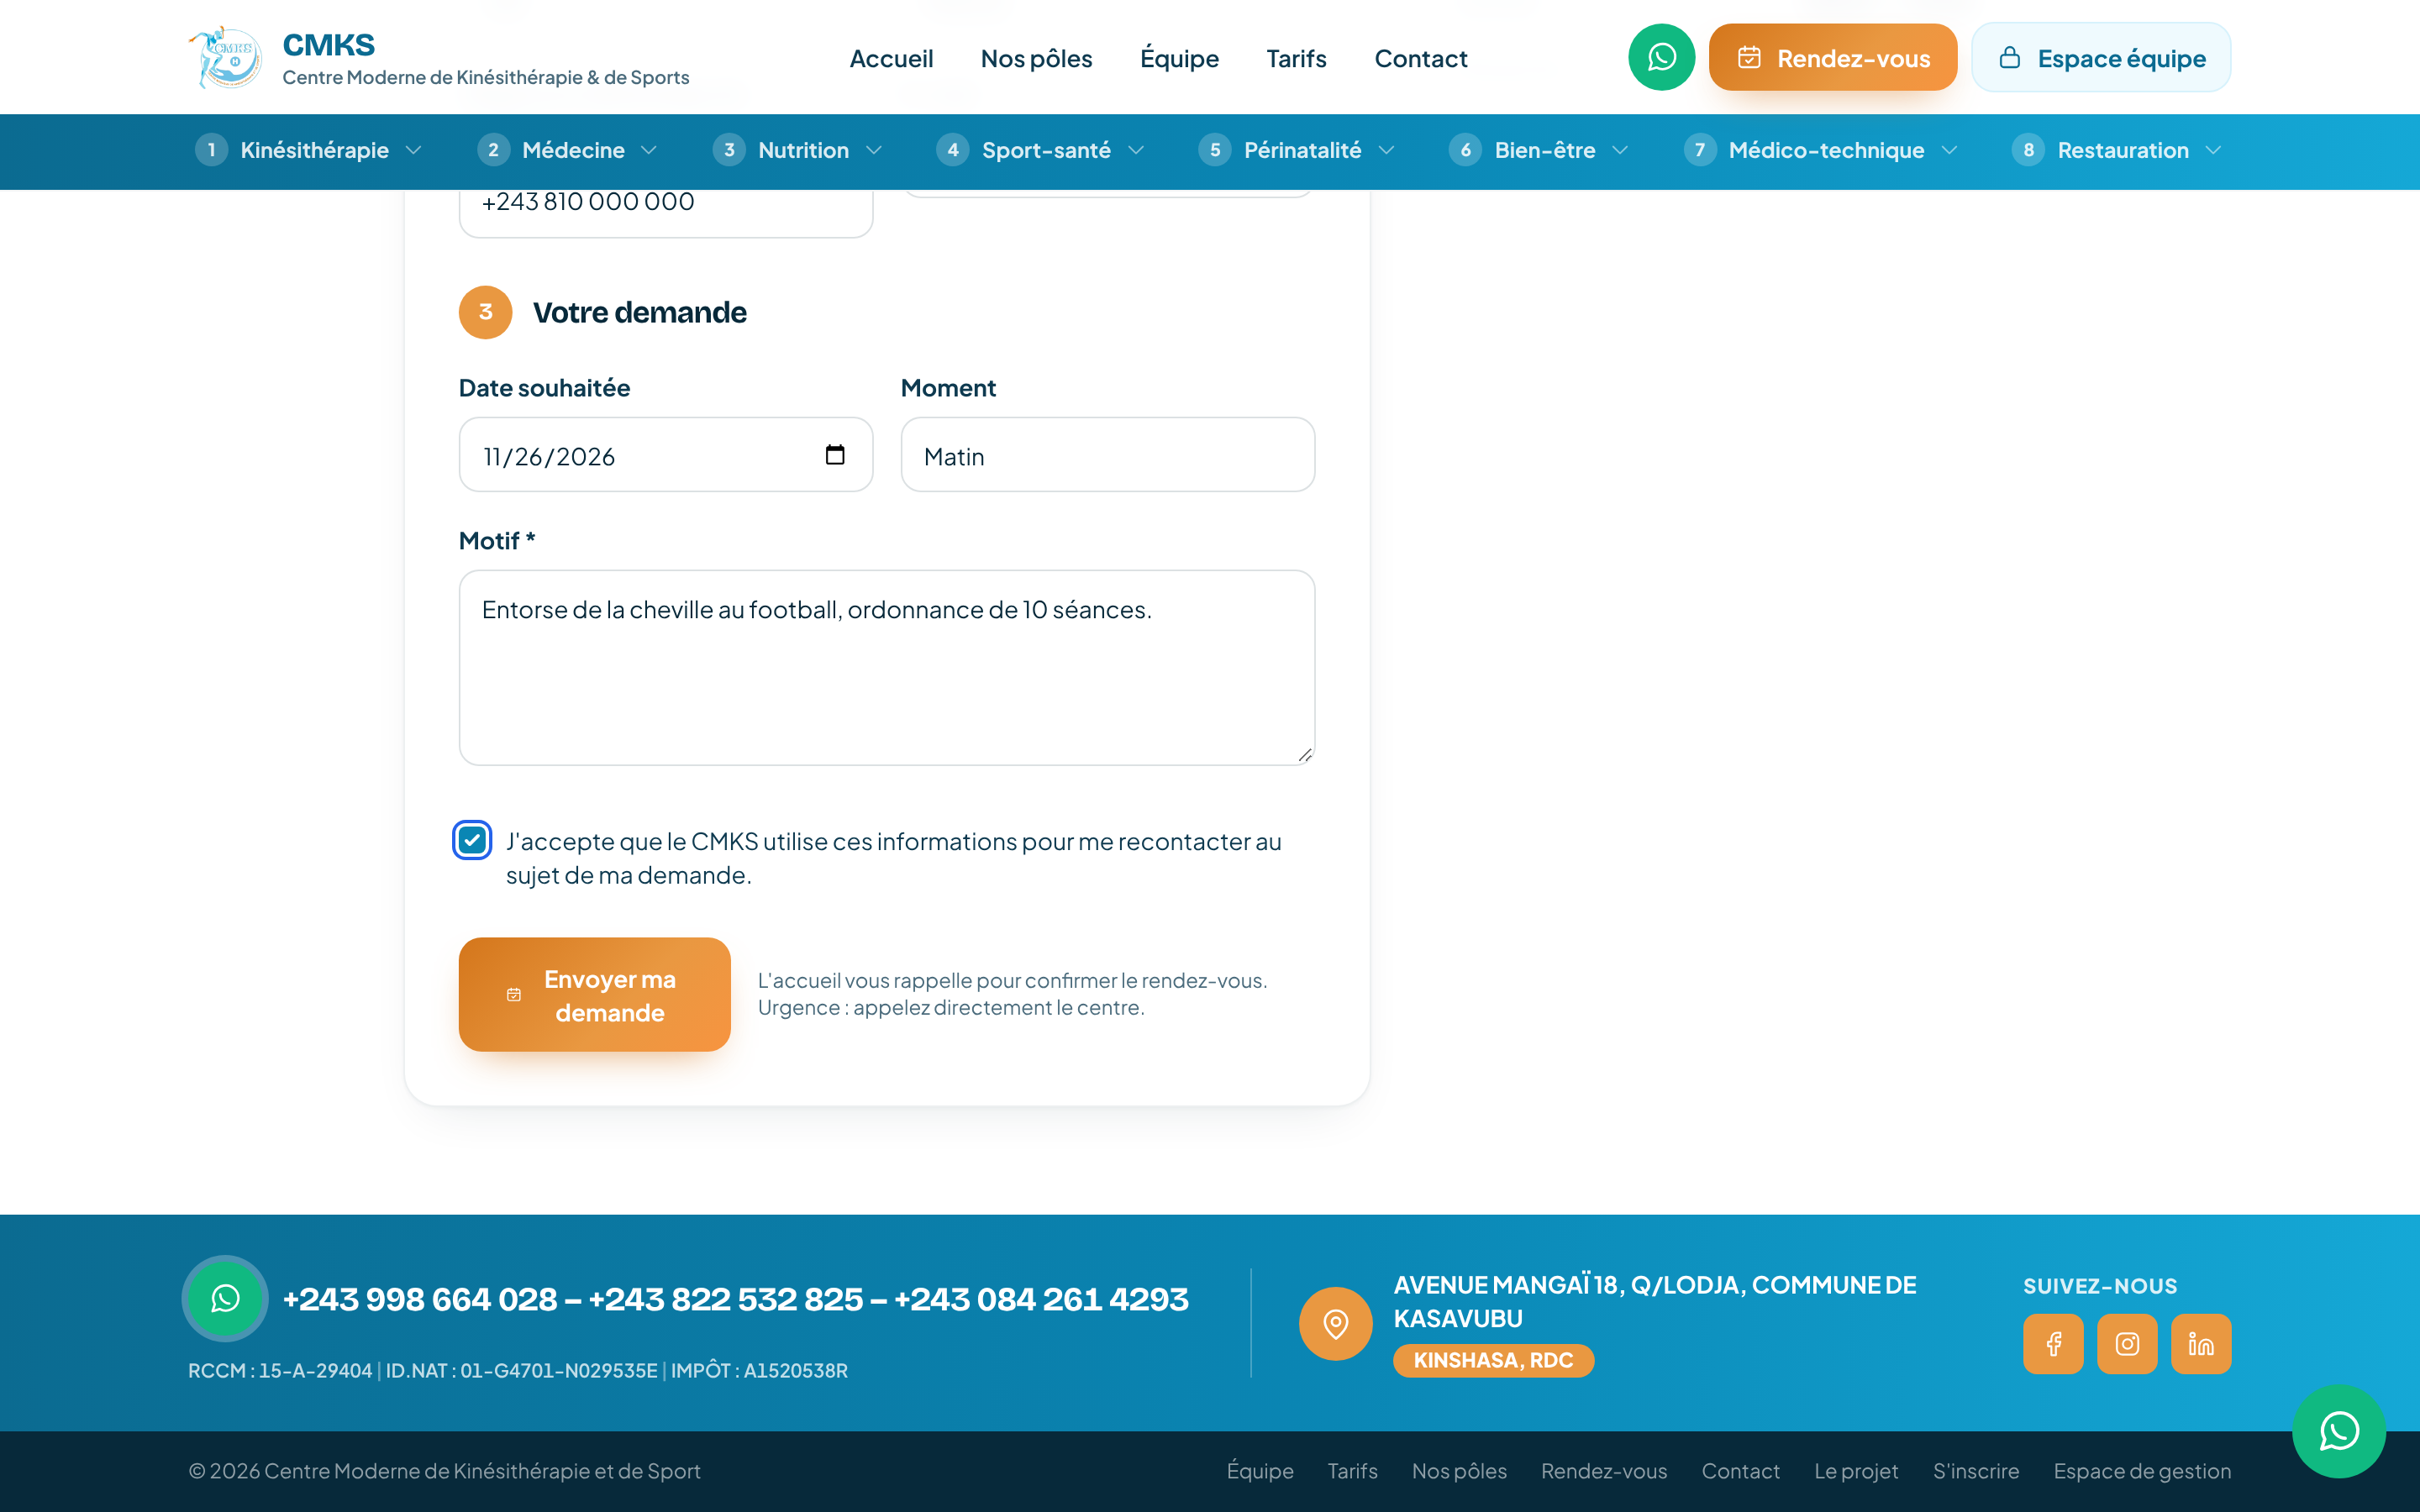 CMKS
CMKS
Centre Moderne de Kinésithérapie & de Sports
Accueil
Nos pôles
Équipe
Tarifs
Contact
Rendez-vous
Espace équipe
1 Kinésithérapie
2 Médecine
3 Nutrition
4 Sport-santé
5 Périnatalité
6 Bien-être
7 Médico-technique
8 Restauration
+243 810 000 000
3 Votre demande
Date souhaitée
Moment
11/26/2026
Matin
Motif *
Entorse de la cheville au football, ordonnance de 10 séances.
J'accepte que le CMKS utilise ces informations pour me recontacter au
sujet de ma demande.
Envoyer ma
demande
L'accueil vous rappelle pour confirmer le rendez-vous.
Urgence : appelez directement le centre.
+243 998 664 028 – +243 822 532 825 – +243 084 261 4293
RCCM : 15-A-29404 | ID.NAT : 01-G4701-N029535E | IMPÔT : A1520538R
AVENUE MANGAÏ 18, Q/LODJA, COMMUNE DE
KASAVUBU
KINSHASA, RDC
SUIVEZ-NOUS
© 2026 Centre Moderne de Kinésithérapie et de Sport
Équipe
Tarifs
Nos pôles
Rendez-vous
Contact
Le projet
S'inscrire
Espace de gestion